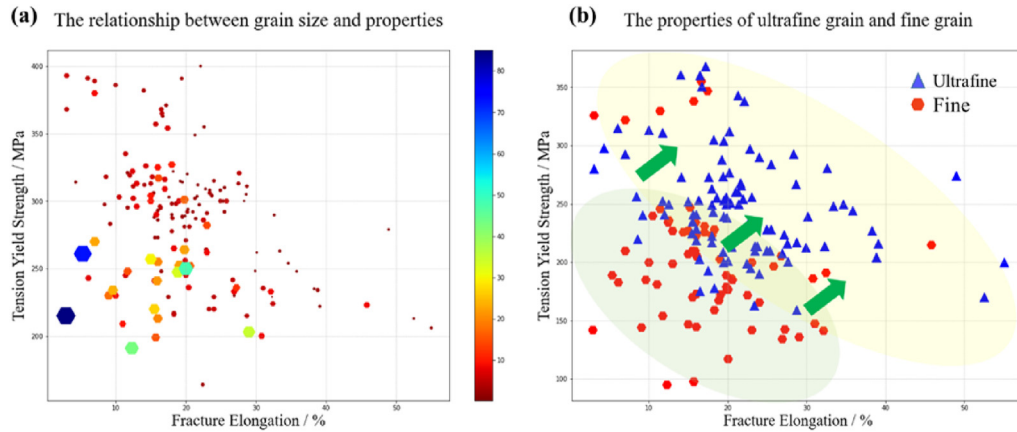 (a) The relationship between grain size and properties
Tension Yield Strength / MPa
400
350
300
250
200
10 20 30 40 50
Fracture Elongation / %
80
70
60
50
40
30
20
10
(b) The properties of ultrafine grain and fine grain
Ultrafine
Fine
Tension Yield Strength / MPa
350
300
250
200
150
100
10 20 30 40 50
Fracture Elongation / %